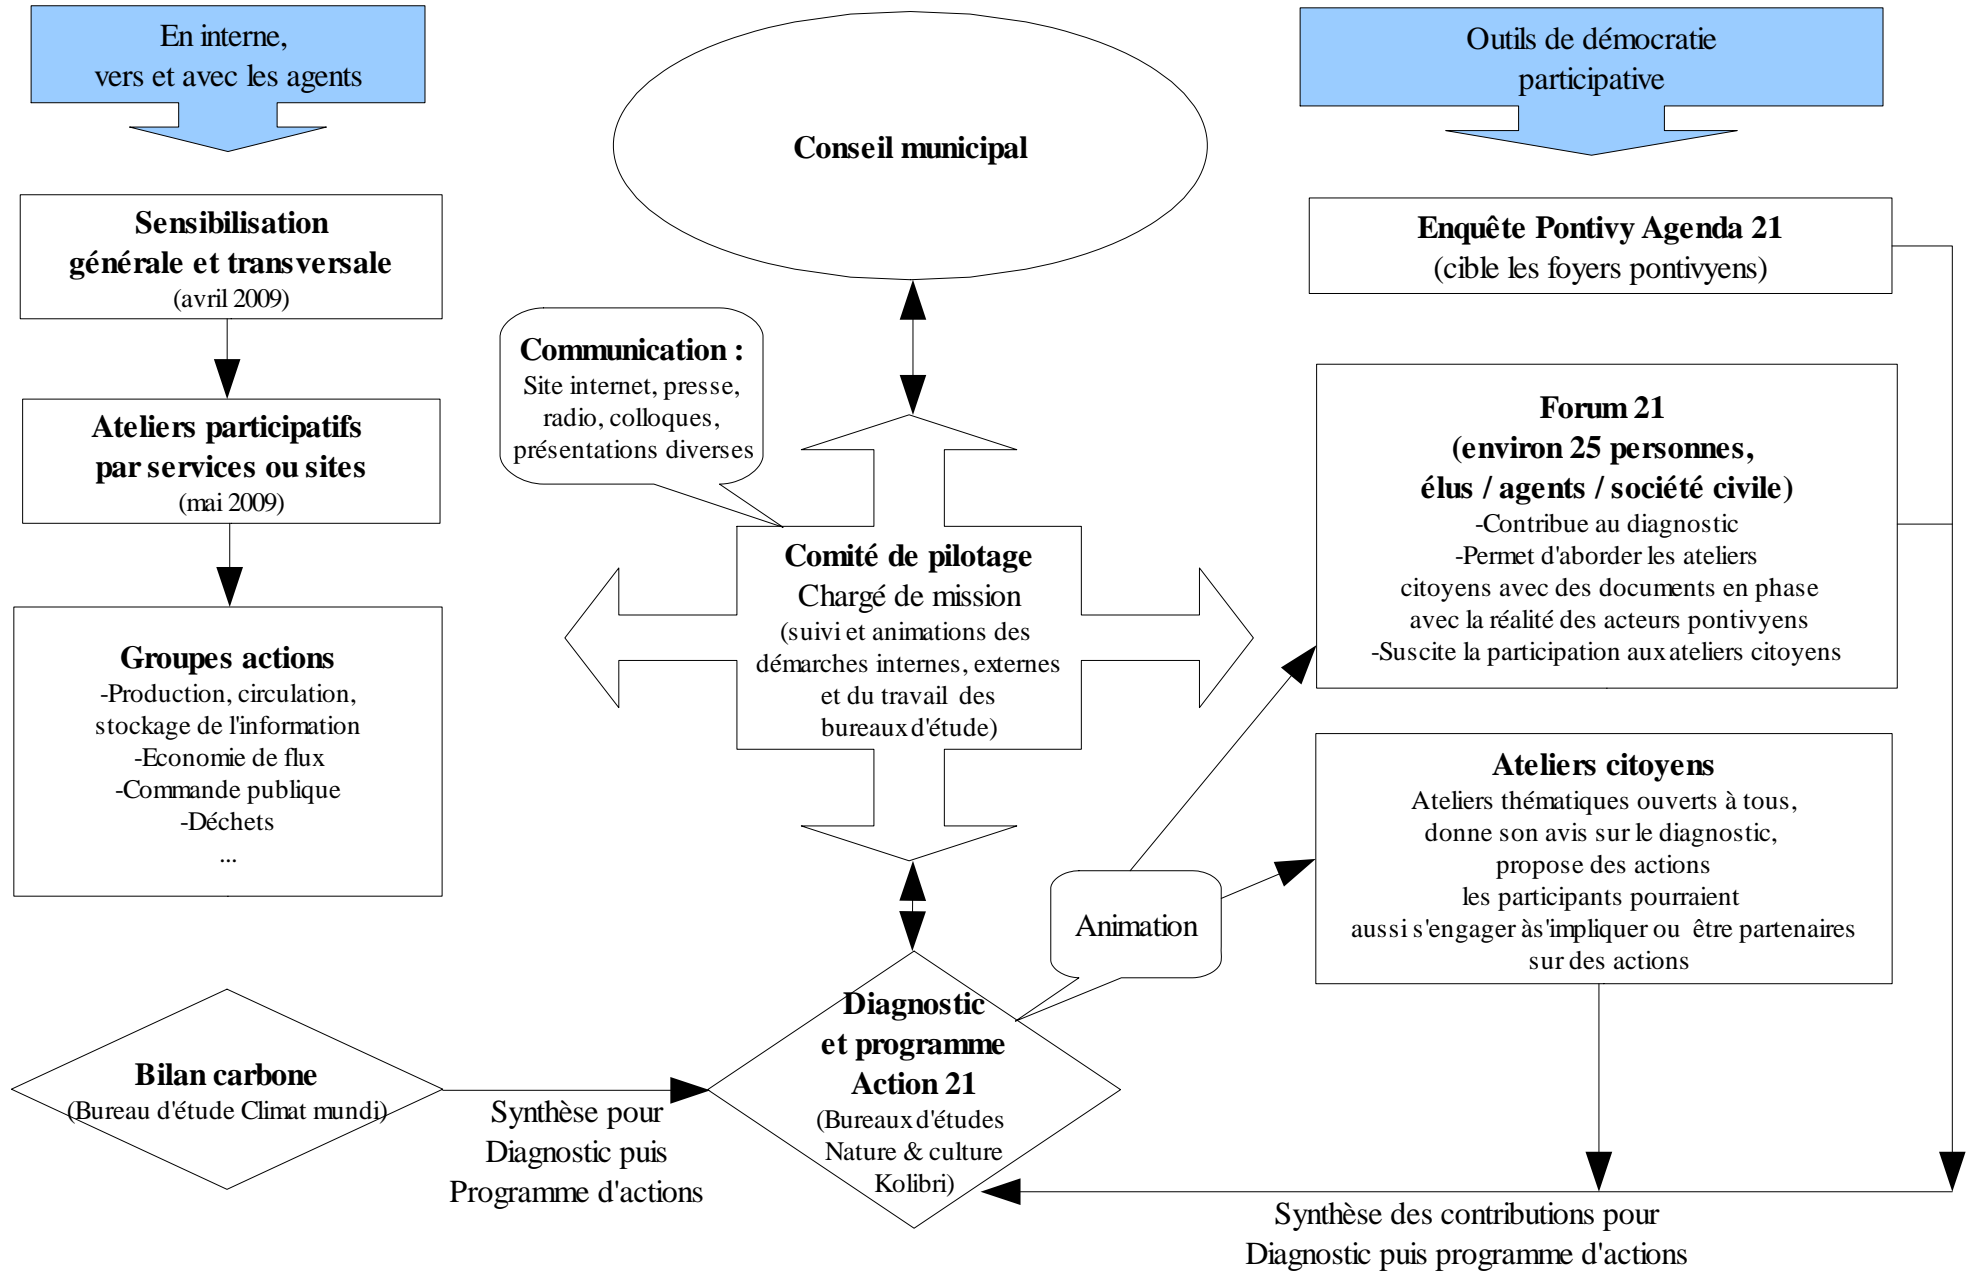 En interne,
vers et avec les agents
Sensibilisation
générale et transversale
(avril 2009)
Ateliers participatifs
par services ou sites
(mai 2009)
Groupes actions
-Production, circulation,
stockage de l'information
-Economie de flux
-Commande publique
-Déchets
...
Bilan carbone
(Bureau d'étude Climat mundi)
Synthèse pour
Diagnostic puis
Programme d'actions
Conseil municipal
Communication :
Site internet, presse,
radio, colloques,
présentations diverses
Comité de pilotage
Chargé de mission
(suivi et animations des
démarches internes, externes
et du travail des
bureaux d'étude)
Animation
Diagnostic
et programme
Action 21
(Bureaux d'études
Nature & culture
Kolibri)
Outils de démocratie
participative
Enquête Pontivy Agenda 21
(cible les foyers pontivyens)
Forum 21
(environ 25 personnes,
élus / agents / société civile)
-Contribue au diagnostic
-Permet d'aborder les ateliers
citoyens avec des documents en phase
avec la réalité des acteurs pontivyens
-Suscite la participation aux ateliers citoyens
Ateliers citoyens
Ateliers thématiques ouverts à tous,
donne son avis sur le diagnostic,
propose des actions
les participants pourraient
aussi s'engager às'impliquer ou être partenaires
sur des actions
Synthèse des contributions pour
Diagnostic puis programme d'actions